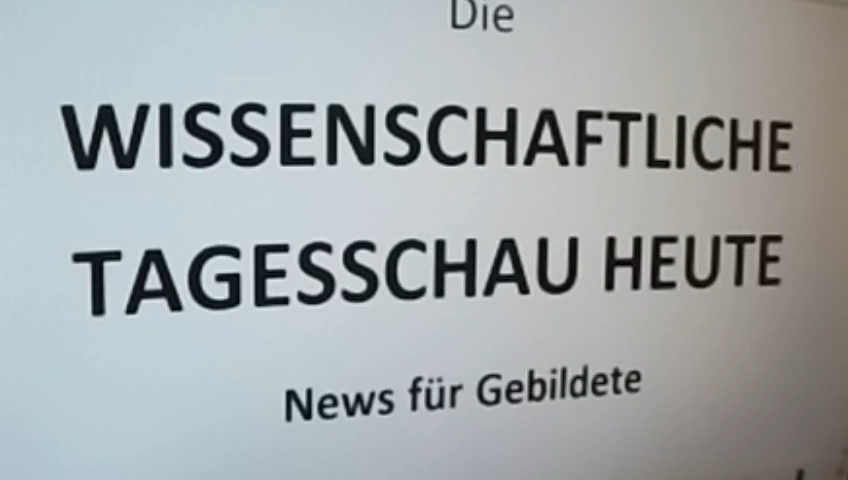 Die
WISSENSCHAFTLICHE
TAGESSCHAU HEUTE
News für Gebildete